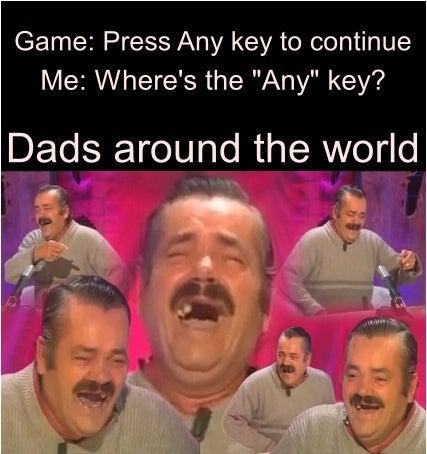 Game: Press Any key to continue
Me: Where's the "Any" key?
Dads around the world